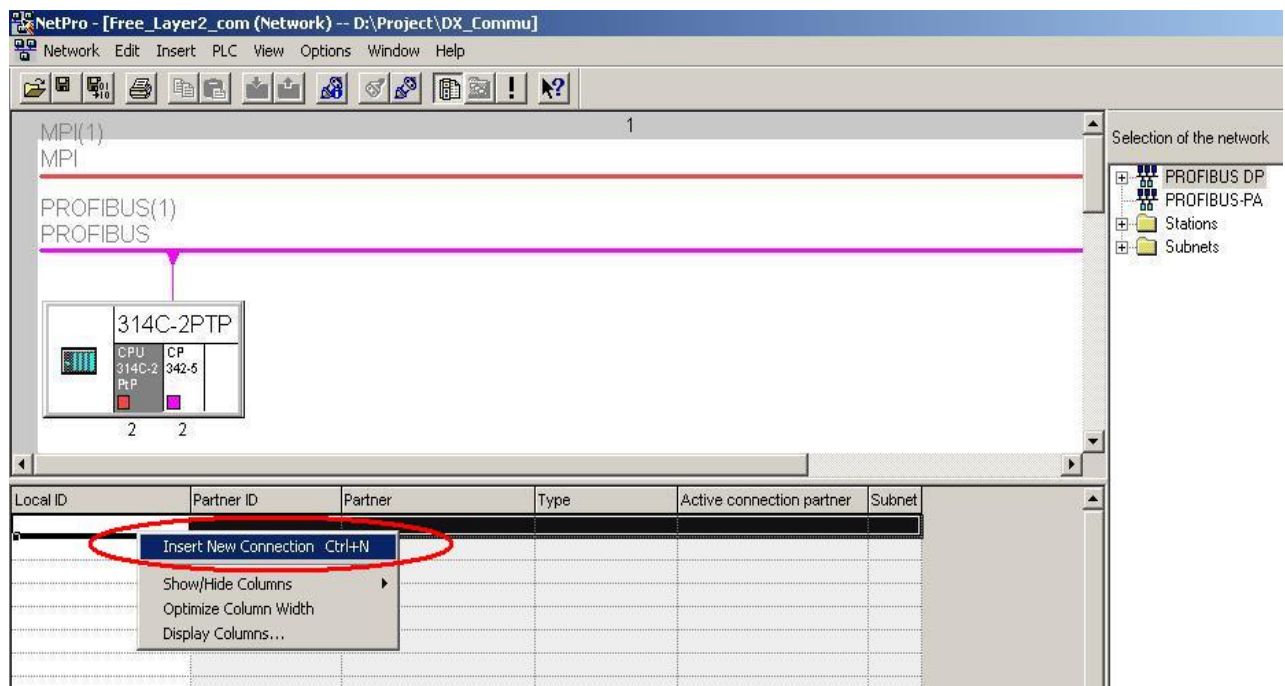 NetPro - [Free_Layer2_com (Network) -- D:\Project\DX_Commu]
Network Edit Insert PLC View Options Window Help
1
MPI(1)
MPI
PROFIBUS(1)
PROFIBUS
314C-2PTP
CPU 314C-2 PtP
CP 342-5
2 2
Selection of the network
PROFIBUS DP
PROFIBUS-PA
Stations
Subnets
Local ID Partner ID Partner Type Active connection partner Subnet
Insert New Connection Ctrl+N
Show/Hide Columns
Optimize Column Width
Display Columns...